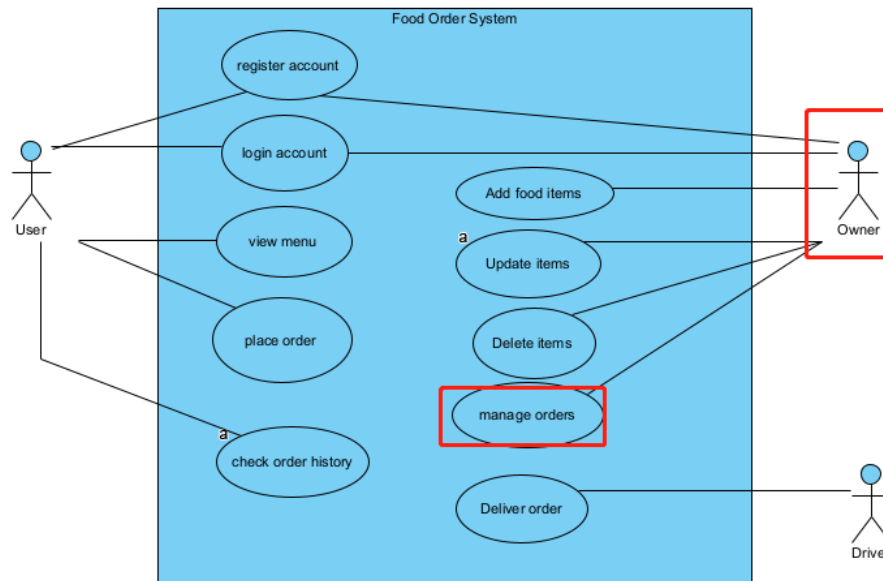 Food Order System
register account
login account
Add food items
User
Owner
view menu
a
Update items
place order
Delete items
manage orders
a
check order history
Deliver order
Drive